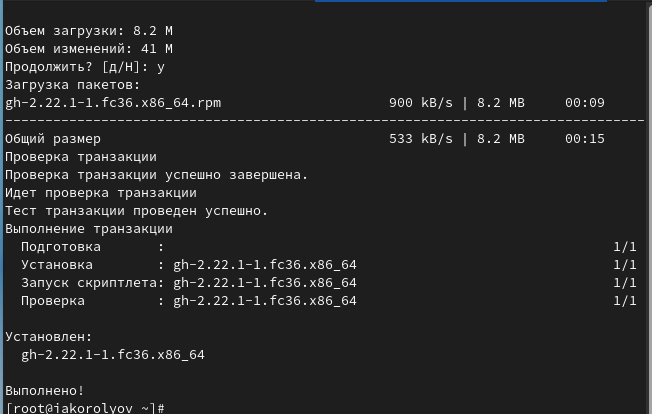 Объем загрузки: 8.2 M
Объем изменений: 41 M
Продолжить? [д/Н]: y
Загрузка пакетов:
gh-2.22.1-1.fc36.x86_64.rpm 900 kB/s | 8.2 MB 00:09
--------------------------------------------------------------------------------
Общий размер 533 kB/s | 8.2 MB 00:15
Проверка транзакции
Проверка транзакции успешно завершена.
Идет проверка транзакции
Тест транзакции проведен успешно.
Выполнение транзакции
Подготовка : 1/1
Установка : gh-2.22.1-1.fc36.x86_64 1/1
Запуск скриптлета: gh-2.22.1-1.fc36.x86_64 1/1
Проверка : gh-2.22.1-1.fc36.x86_64 1/1
Установлен:
gh-2.22.1-1.fc36.x86_64
Выполнено!
[root@jakorolyov ~]#